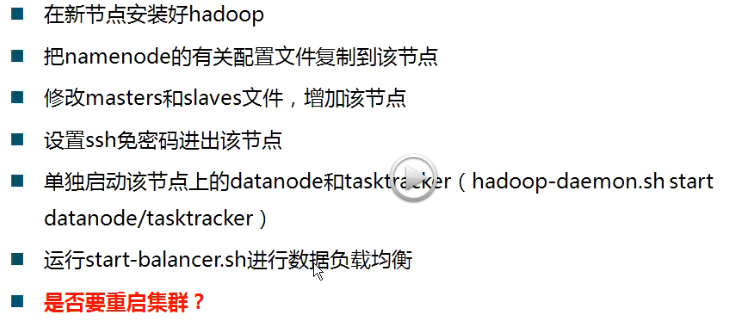 在新节点安装好hadoop
把namenode的有关配置文件复制到该节点
修改masters和slaves文件，增加该节点
设置ssh免密码进出该节点
单独启动该节点上的datanode和tasktracker（hadoop-daemon.sh start
datanode/tasktracker）
运行start-balancer.sh进行数据负载均衡
是否要重启集群？